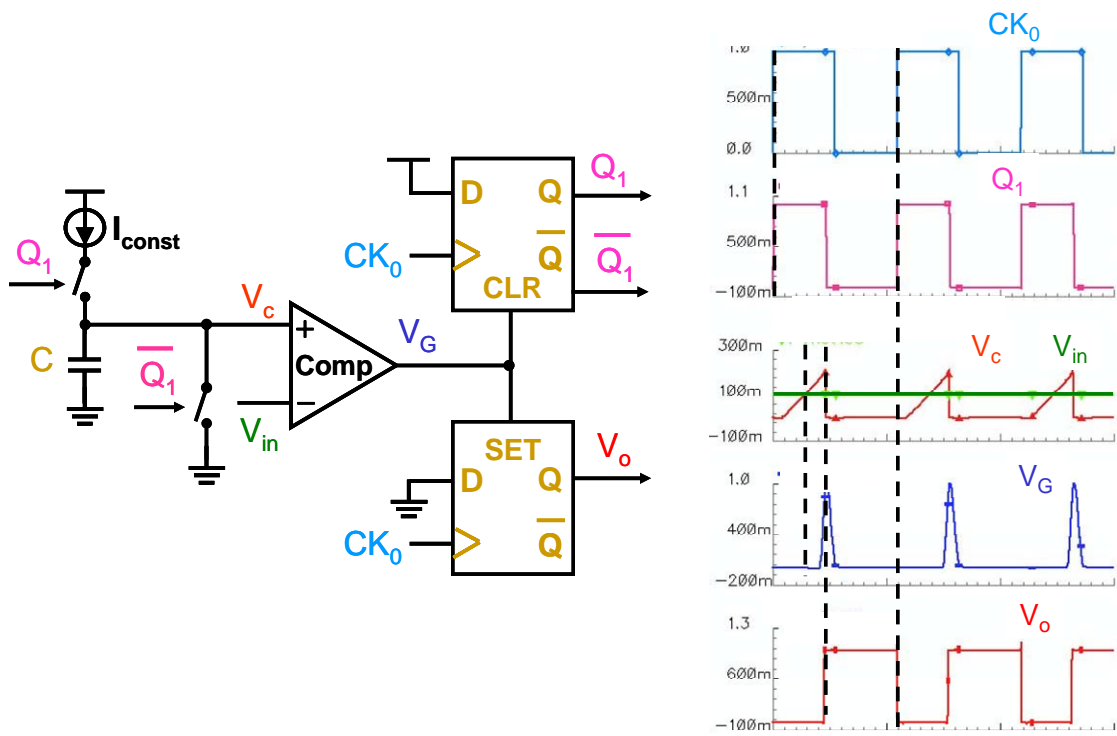 Q1
Iconst
C
Q̅1
Vc
Vin
+
Comp
−
VG
D
Q
Q̅
CLR
CK0
Q1
Q̅1
SET
D
Q
Q̅
CK0
Vo
CK0
1.0
500m
0.0
Q1
1.1
500m
-100m
Vc
Vin
300m
100m
-100m
VG
1.0
400m
-200m
Vo
1.3
600m
-100m